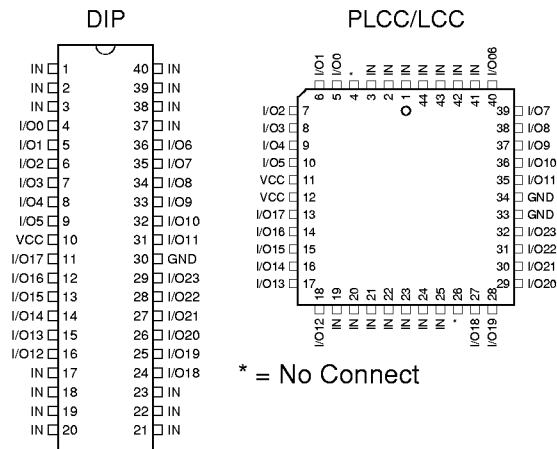 DIP
IN 1 40 IN
IN 2 39 IN
IN 3 38 IN
I/O0 4 37 IN
I/O1 5 36 I/O6
I/O2 6 35 I/O7
I/O3 7 34 I/O8
I/O4 8 33 I/O9
I/O5 9 32 I/O10
VCC 10 31 I/O11
I/O17 11 30 GND
I/O16 12 29 I/O23
I/O15 13 28 I/O22
I/O14 14 27 I/O21
I/O13 15 26 I/O20
I/O12 16 25 I/O19
IN 17 24 I/O18
IN 18 23 IN
IN 19 22 IN
IN 20 21 IN
PLCC/LCC
I/O1 I/O0 * IN IN IN IN IN IN IN I/O06
6 5 4 3 2 1 44 43 42 41 40
I/O2 7 39 I/O7
I/O3 8 38 I/O8
I/O4 9 37 I/O9
I/O5 10 36 I/O10
VCC 11 35 I/O11
VCC 12 34 GND
I/O17 13 33 GND
I/O16 14 32 I/O23
I/O15 15 31 I/O22
I/O14 16 30 I/O21
I/O13 17 29 I/O20
18 19 20 21 22 23 24 25 26 27 28
I/O12 IN IN IN IN IN IN IN * I/O18 I/O19
* = No Connect